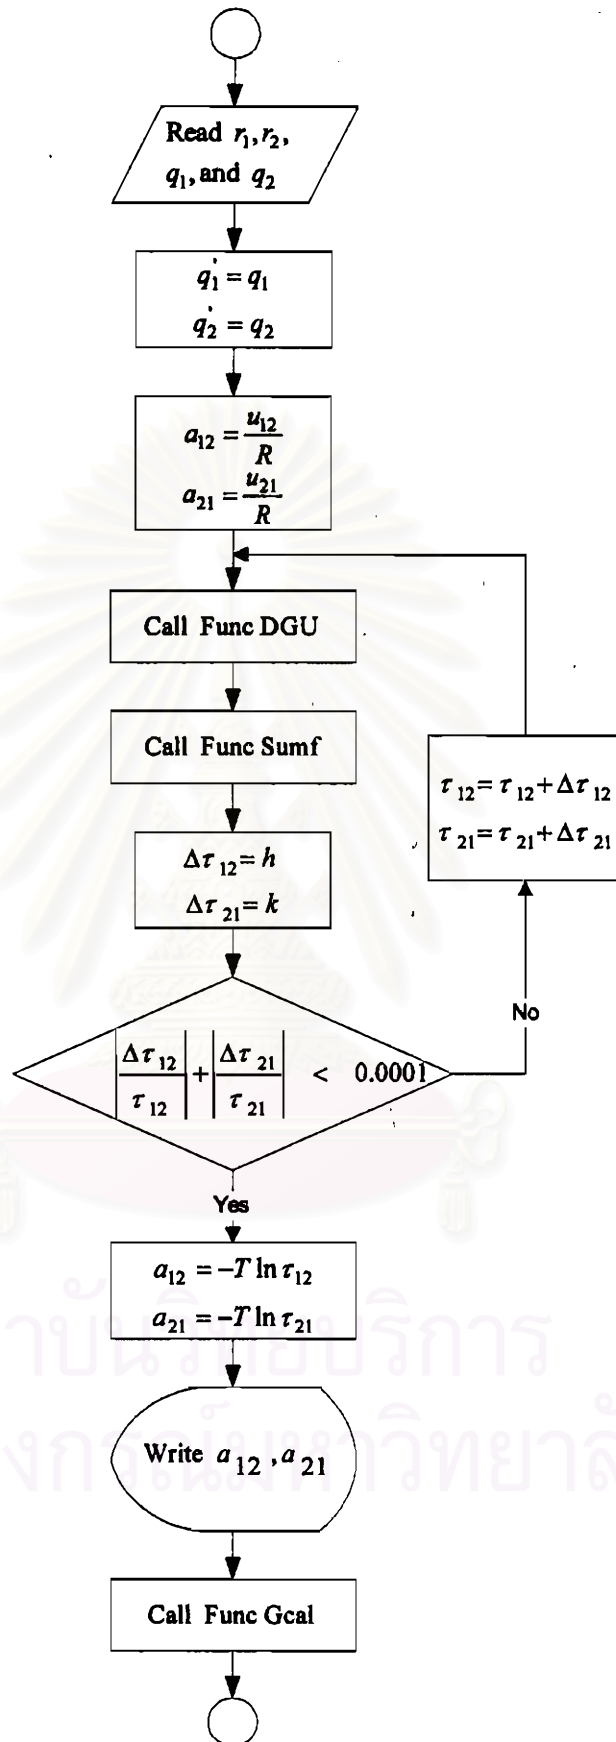 Read r₁, r₂,
q₁, and q₂
q₁' = q₁
q₂' = q₂
a₁₂ = u₁₂/R
a₂₁ = u₂₁/R
Call Func DGU
Call Func Sumf
τ₁₂ = τ₁₂ + Δτ₁₂
τ₂₁ = τ₂₁ + Δτ₂₁
Δτ₁₂ = h
Δτ₂₁ = k
No
|Δτ₁₂/τ₁₂| + |Δτ₂₁/τ₂₁| < 0.0001
Yes
a₁₂ = −T ln τ₁₂
a₂₁ = −T ln τ₂₁
Write a₁₂ , a₂₁
Call Func Gcal